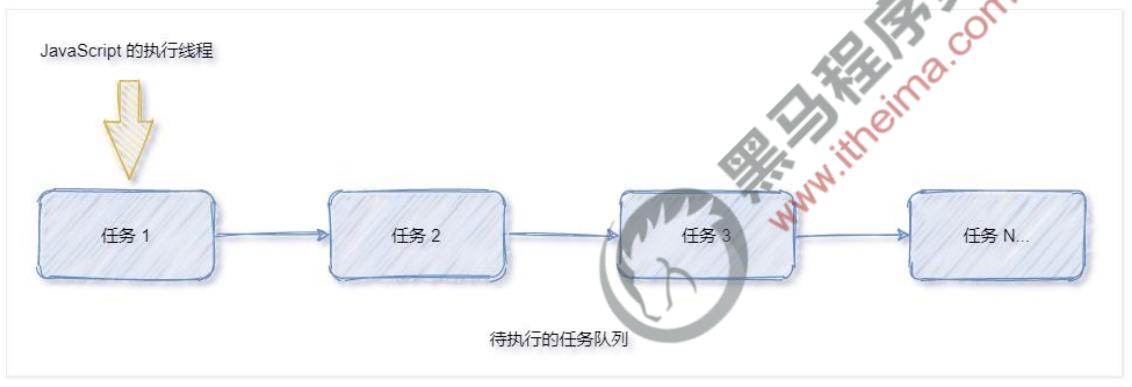 JavaScript 的执行线程
任务 1
任务 2
任务 3
任务 N...
待执行的任务队列
黑马程序
www.itheima.com